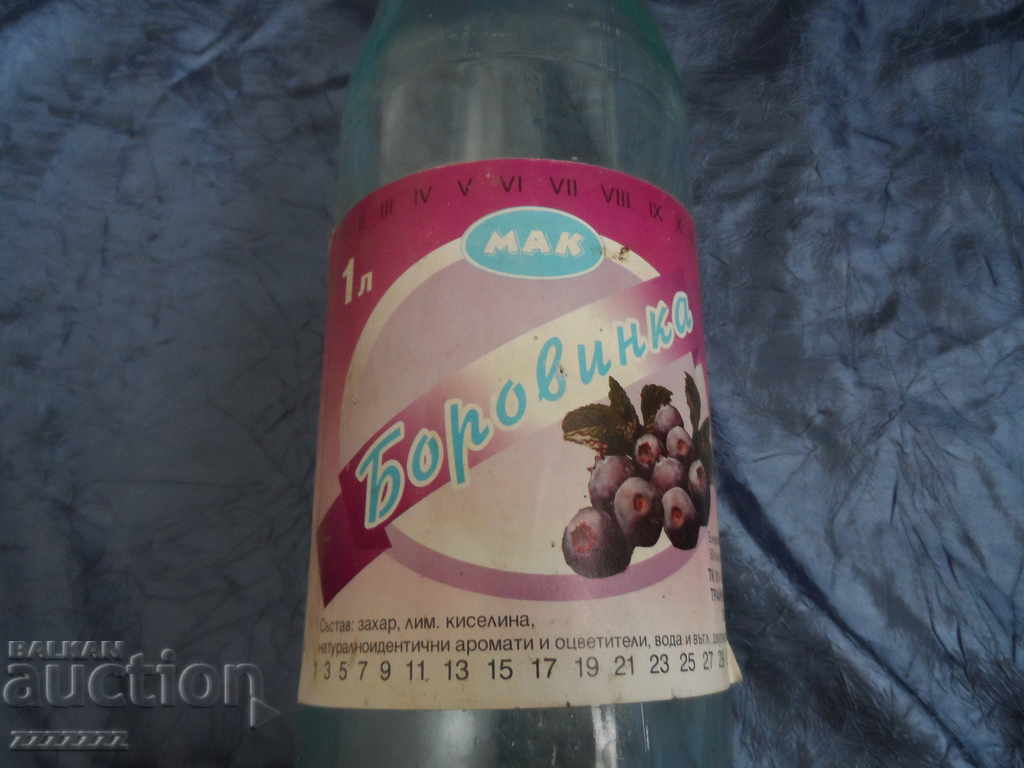 III IV V VI VII VIII IX X
МАК
1л
Боровинка
Състав: захар, лим. киселина,
натуралноидентични аромати и оцветители, вода и въгл.
1 3 5 7 9 11 13 15 17 19 21 23 25 27
BALKAN
auction